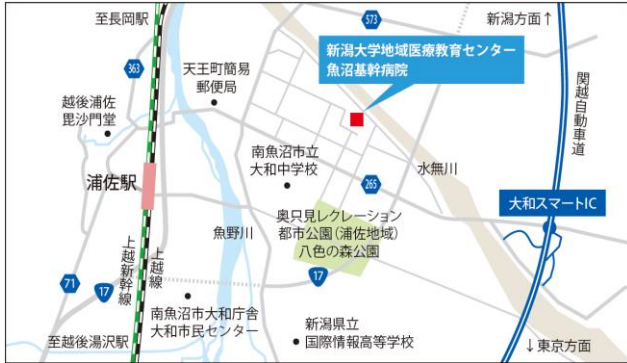 至長岡駅
573
新潟方面↑
新潟大学地域医療教育センター
魚沼基幹病院
363
天王町簡易
郵便局
関越自動車道
越後浦佐
毘沙門堂
南魚沼市立
大和中学校
水無川
浦佐駅
265
大和スマートIC
奥只見レクレーション
都市公園(浦佐地域)
八色の森公園
魚野川
上越新幹線
上越線
71
17
17
南魚沼市大和庁舎
大和市民センター
新潟県立
国際情報高等学校
至越後湯沢駅
↓東京方面